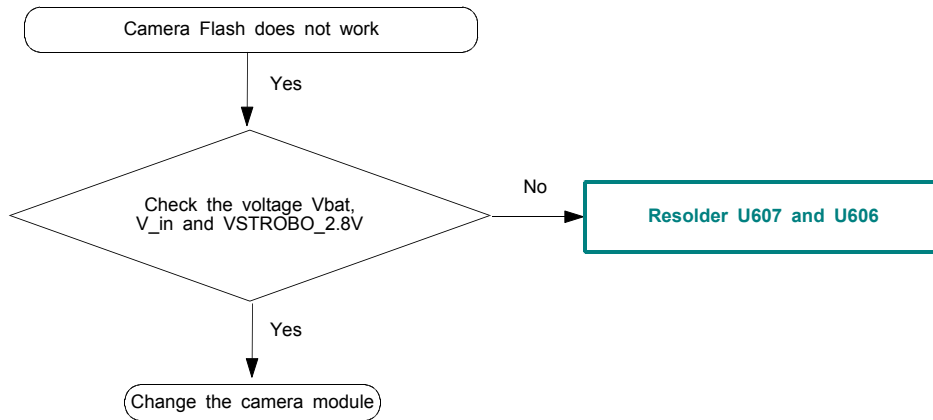 Camera Flash does not work
Yes
Check the voltage Vbat,
V_in and VSTROBO_2.8V
No
Resolder U607 and U606
Yes
Change the camera module